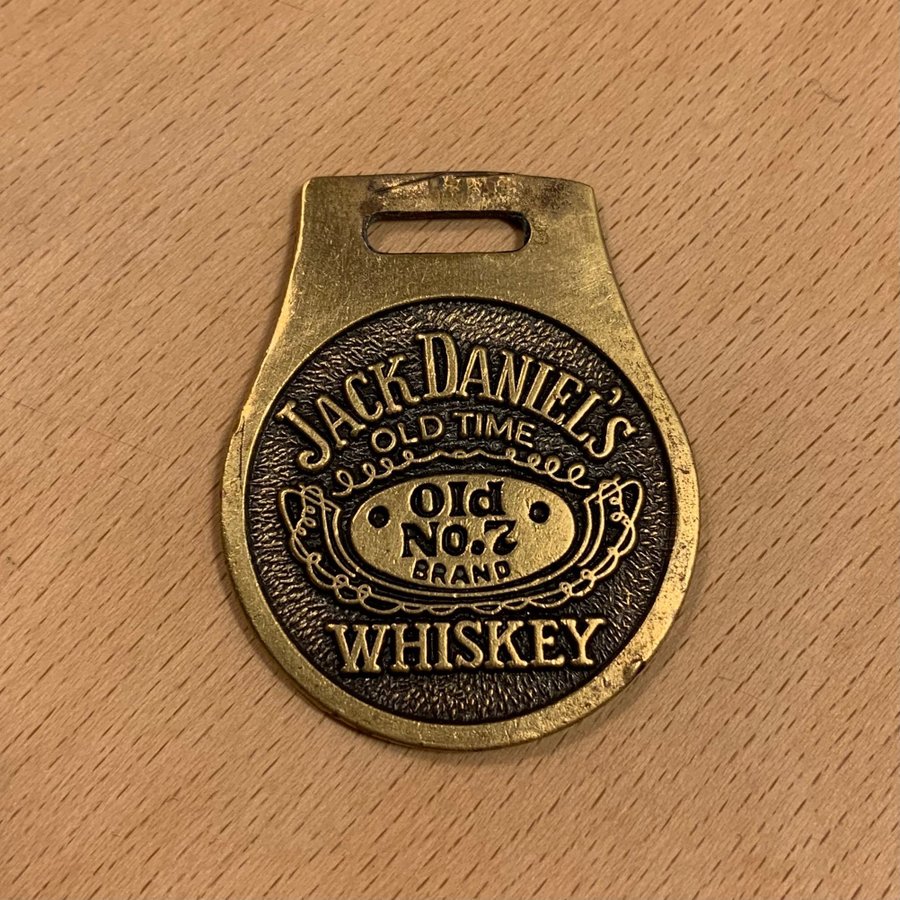 JACK DANIEL'S
OLD TIME
Old
No.7
BRAND
WHISKEY